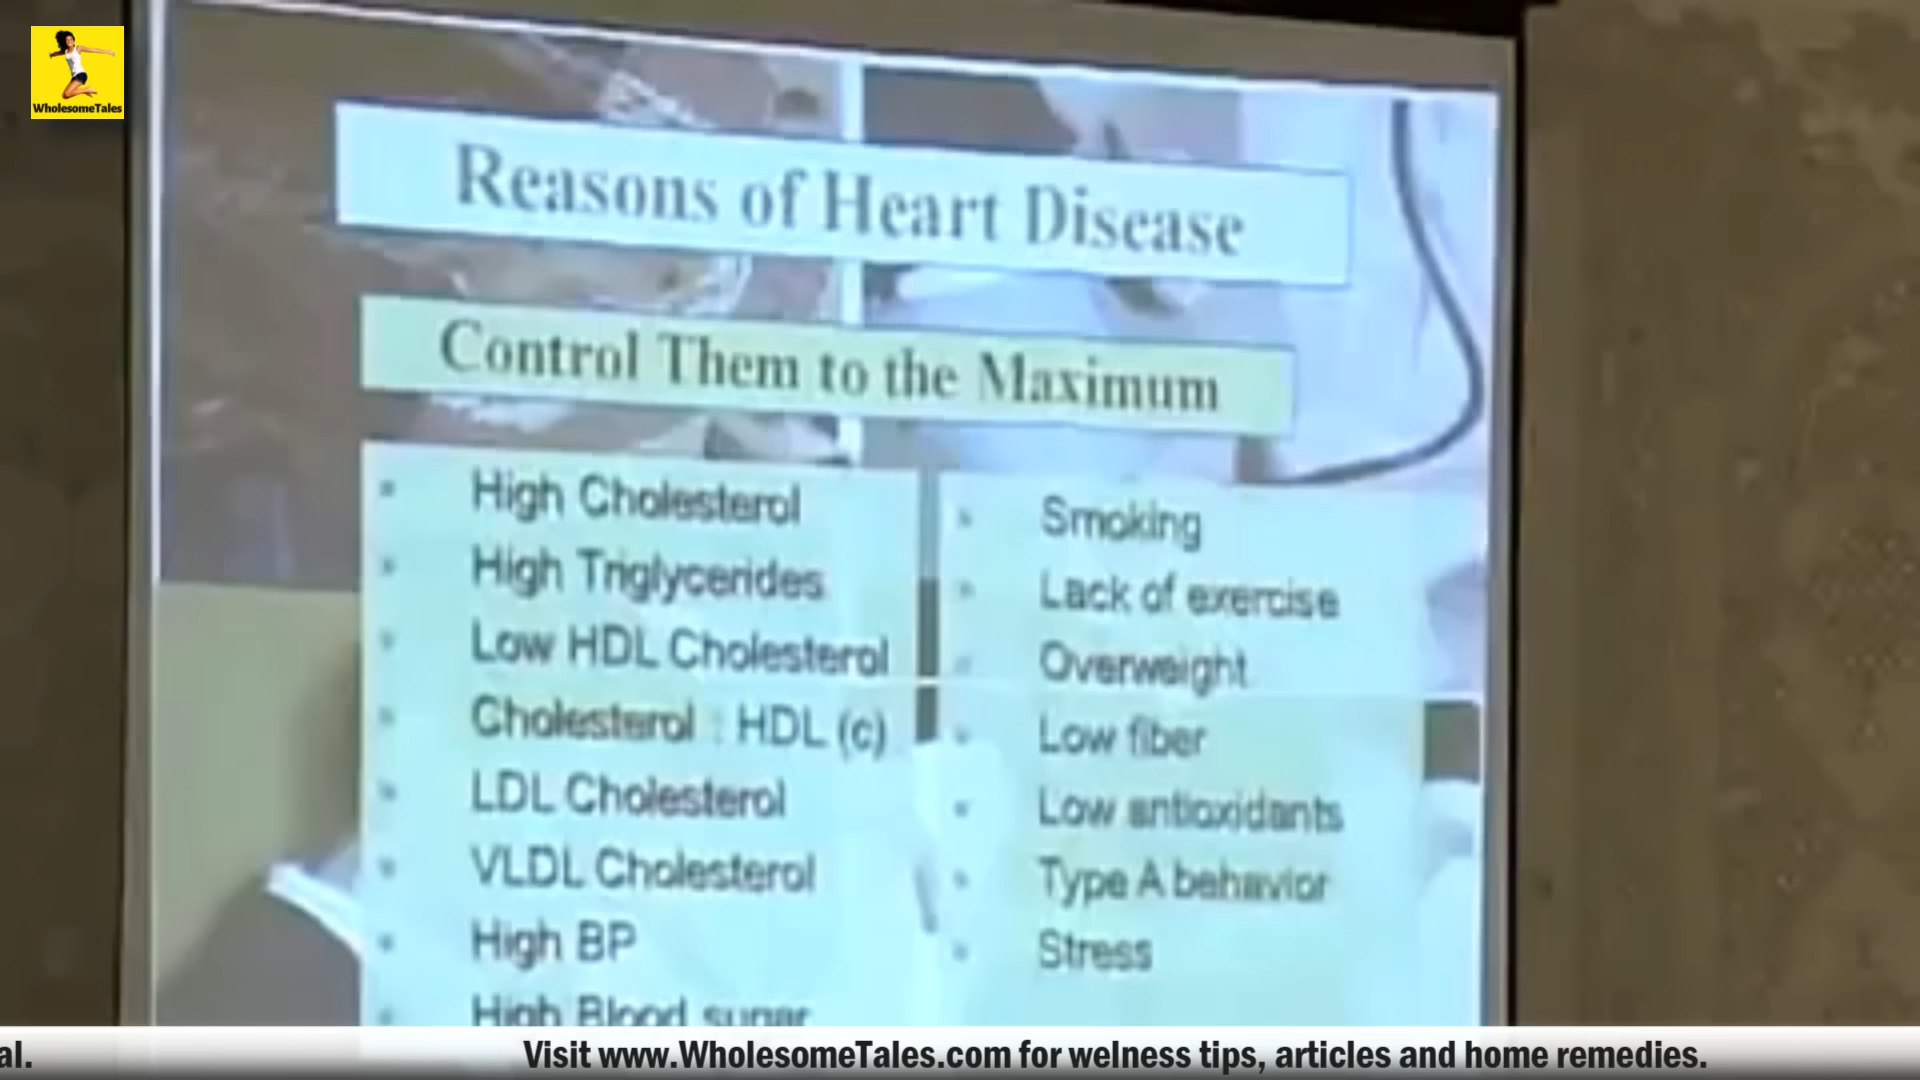 WholesomeTales
Reasons of Heart Disease
Control Them to the Maximum
High Cholesterol
High Triglycerides
Low HDL Cholesterol
Cholesterol : HDL (c)
LDL Cholesterol
VLDL Cholesterol
High BP
High Blood sugar
Smoking
Lack of exercise
Overweight
Low fiber
Low antioxidants
Type A behavior
Stress
al. Visit www.WholesomeTales.com for welness tips, articles and home remedies.